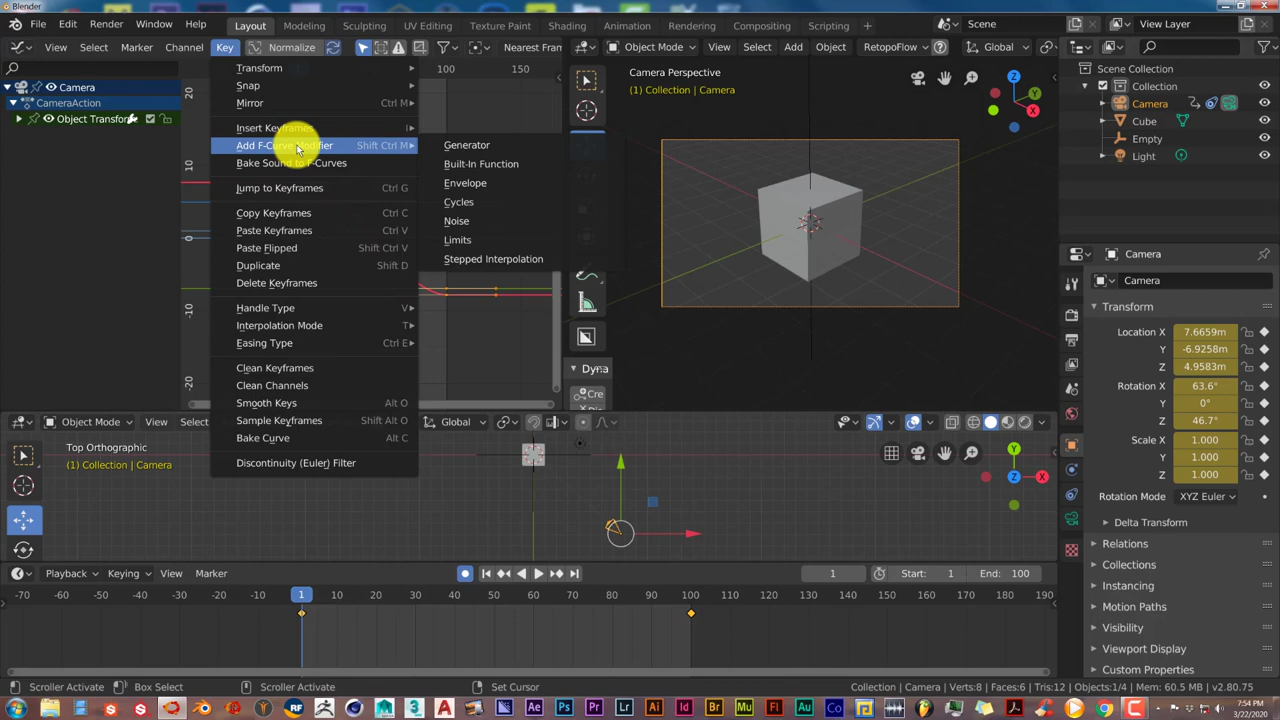 Blender
File Edit Render Window Help Layout Modeling Sculpting UV Editing Texture Paint Shading Animation Rendering Compositing Scripting + Scene View Layer
View Select Marker Channel Key Normalize Nearest Fram Object Mode View Select Add Object RetopoFlow Global
Camera
CameraAction
Object Transform
100 150
20
10
0
-10
-20
Transform
Snap
Mirror Ctrl M
Insert Keyframes I
Add F-Curve Modifier Shift Ctrl M
Bake Sound to F-Curves
Jump to Keyframes Ctrl G
Copy Keyframes Ctrl C
Paste Keyframes Ctrl V
Paste Flipped Shift Ctrl V
Duplicate Shift D
Delete Keyframes
Handle Type V
Interpolation Mode T
Easing Type Ctrl E
Clean Keyframes
Clean Channels
Smooth Keys Alt O
Sample Keyframes Shift Alt O
Bake Curve Alt C
Discontinuity (Euler) Filter
Generator
Built-In Function
Envelope
Cycles
Noise
Limits
Stepped Interpolation
Camera Perspective
(1) Collection | Camera
Z
Y
X
Dyna
Cre
Scene Collection
Collection
Camera
Cube
Empty
Light
Camera
Camera
Transform
Location X 7.6659m
Y -6.9258m
Z 4.9583m
Rotation X 63.6°
Y 0°
Z 46.7°
Scale X 1.000
Y 1.000
Z 1.000
Rotation Mode XYZ Euler
Delta Transform
Relations
Collections
Instancing
Motion Paths
Visibility
Viewport Display
Custom Properties
Object Mode View Select Global
Top Orthographic
(1) Collection | Camera
Y
Z X
Playback Keying View Marker 1 Start: 1 End: 100
-70 -60 -50 -40 -30 -20 -10 1 10 20 30 40 50 60 70 80 90 100 110 120 130 140 150 160 170 180 190
Scroller Activate Box Select Scroller Activate Set Cursor Collection | Camera | Verts:8 | Faces:6 | Tris:12 | Objects:1/4 | Mem: 60.5 MB | v2.80.75
7:54 PM
3/22/2020